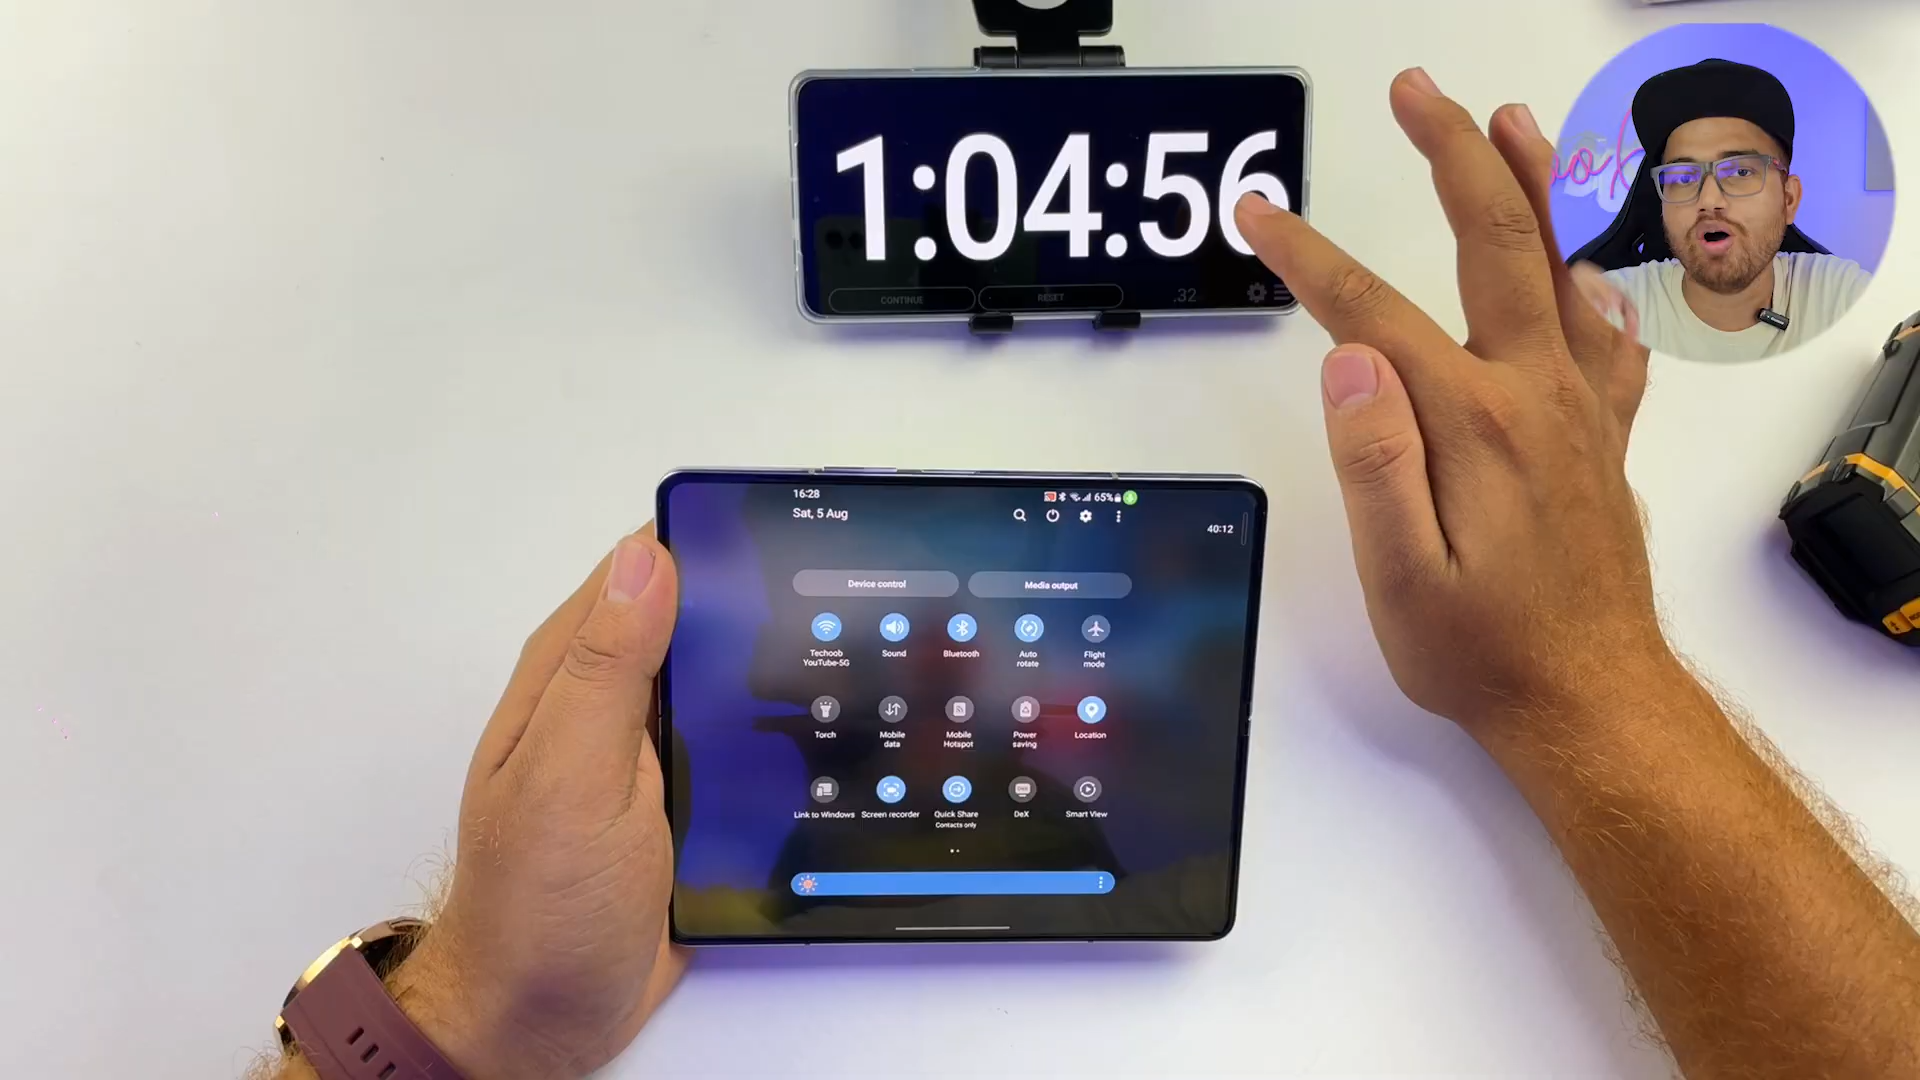 1:04:56
CONTINUE
RESET
.32
16:28
65%
Sat, 5 Aug
40:12
Device control
Media output
Techoob
YouTube-5G
Sound
Bluetooth
Auto
rotate
Flight
mode
Torch
Mobile
data
Mobile
Hotspot
Power
saving
Location
Link to Windows
Screen recorder
Quick Share
Contacts only
DeX
Smart View